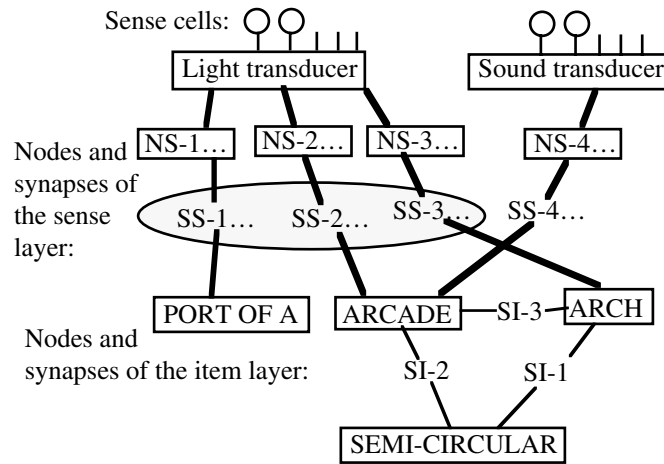 Sense cells:
Light transducer
Sound transducer
NS-1…
NS-2…
NS-3…
NS-4…
Nodes and
synapses of
the sense
layer:
SS-1…
SS-2…
SS-3…
SS-4…
PORT OF A
ARCADE
SI-3
ARCH
Nodes and
synapses of the item layer:
SI-2
SI-1
SEMI-CIRCULAR